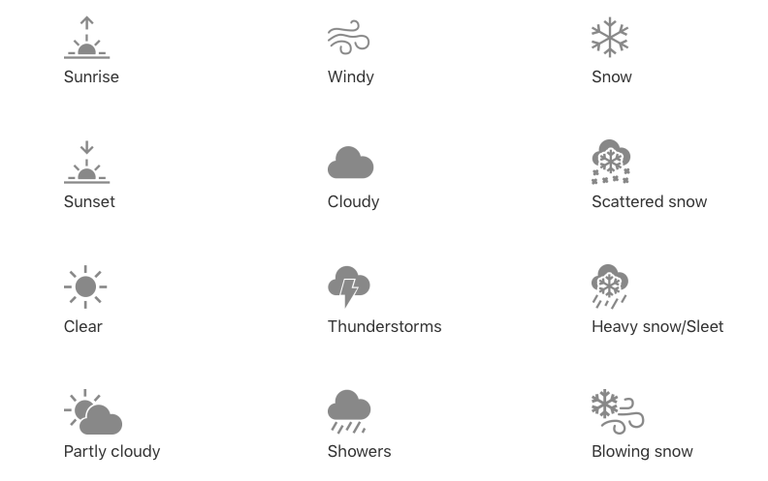 Sunrise
Windy
Snow
Sunset
Cloudy
Scattered snow
Clear
Thunderstorms
Heavy snow/Sleet
Partly cloudy
Showers
Blowing snow